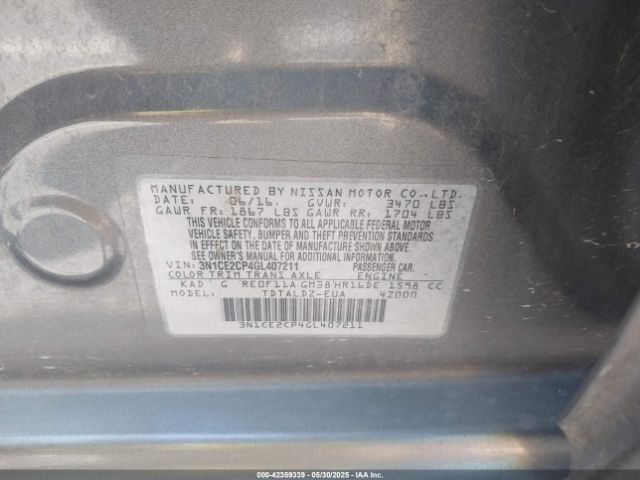 MANUFACTURED BY NISSAN MOTOR CO.,LTD.
DATE: 06/16. GVWR: 3470 LBS
GAWR FR: 1867 LBS GAWR RR: 1704 LBS
THIS VEHICLE CONFORMS TO ALL APPLICABLE FEDERAL MOTOR
VEHICLE SAFETY, BUMPER AND THEFT PREVENTION STANDARDS
IN EFFECT ON THE DATE OF MANUFACTURE SHOWN ABOVE.
SEE OWNERS MANUAL FOR ADDITIONAL INFORMATION.
VIN: 3N1CE2CP4GL407211 PASSENGER CAR.
COLOR TRIM TRANS AXLE ENGINE
KAD G RE0F11A GM38 HR16DE 1598 CC
MODEL TDTALDZ-EUA 4Z000
3N1CE2CP4GL407211
000-42359339 05/30/2025 IAA Inc.